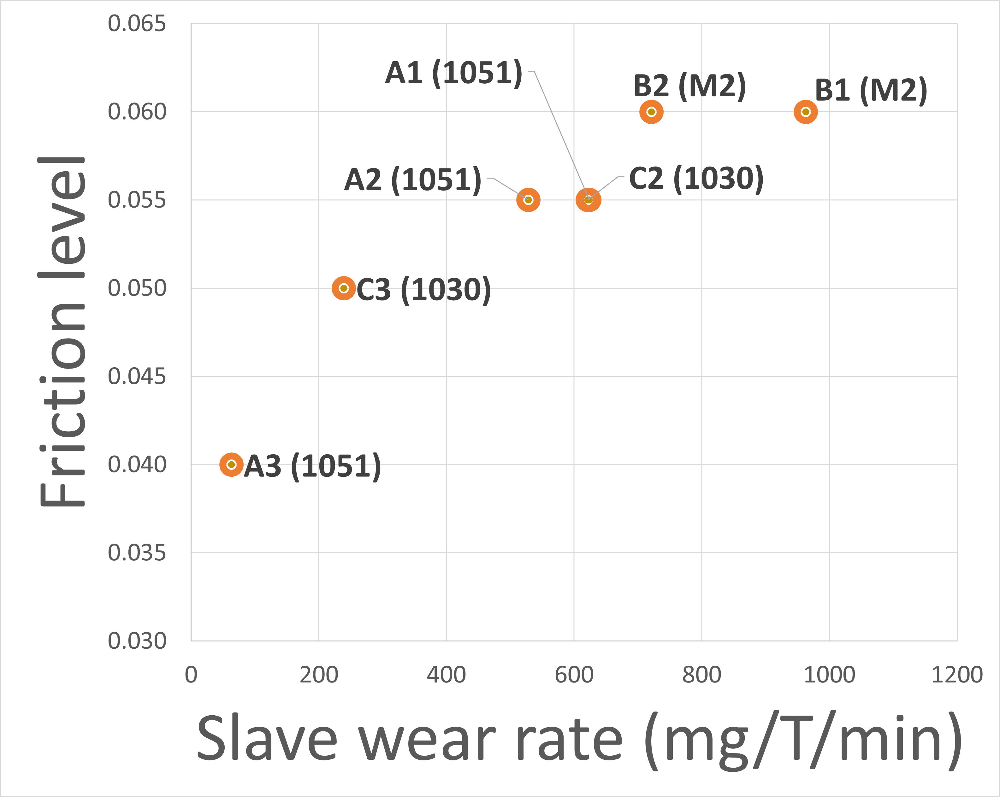 0.065
A1 (1051)
B2 (M2)
B1 (M2)
0.060
A2 (1051)
C2 (1030)
0.055
0.050
C3 (1030)
0.045
0.040
A3 (1051)
0.035
0.030
Friction level
0
200
400
600
800
1000
1200
Slave wear rate (mg/T/min)